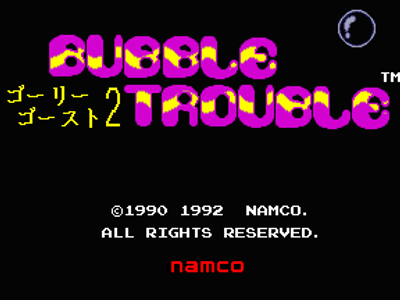 BUBBLE
TM
ゴーリー
ゴースト2
TROUBLE
©1990 1992 NAMCO.
ALL RIGHTS RESERVED.
namco